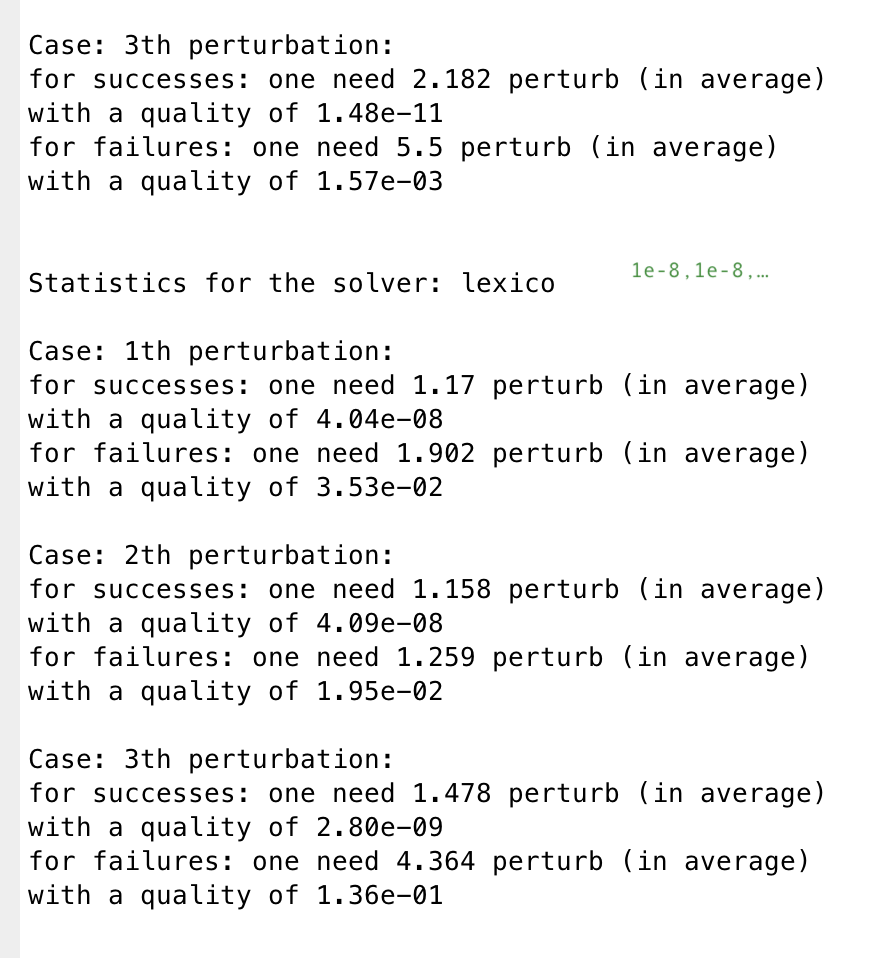 Case: 3th perturbation:
for successes: one need 2.182 perturb (in average)
with a quality of 1.48e-11
for failures: one need 5.5 perturb (in average)
with a quality of 1.57e-03
Statistics for the solver: lexico 1e-8,1e-8,…
Case: 1th perturbation:
for successes: one need 1.17 perturb (in average)
with a quality of 4.04e-08
for failures: one need 1.902 perturb (in average)
with a quality of 3.53e-02
Case: 2th perturbation:
for successes: one need 1.158 perturb (in average)
with a quality of 4.09e-08
for failures: one need 1.259 perturb (in average)
with a quality of 1.95e-02
Case: 3th perturbation:
for successes: one need 1.478 perturb (in average)
with a quality of 2.80e-09
for failures: one need 4.364 perturb (in average)
with a quality of 1.36e-01